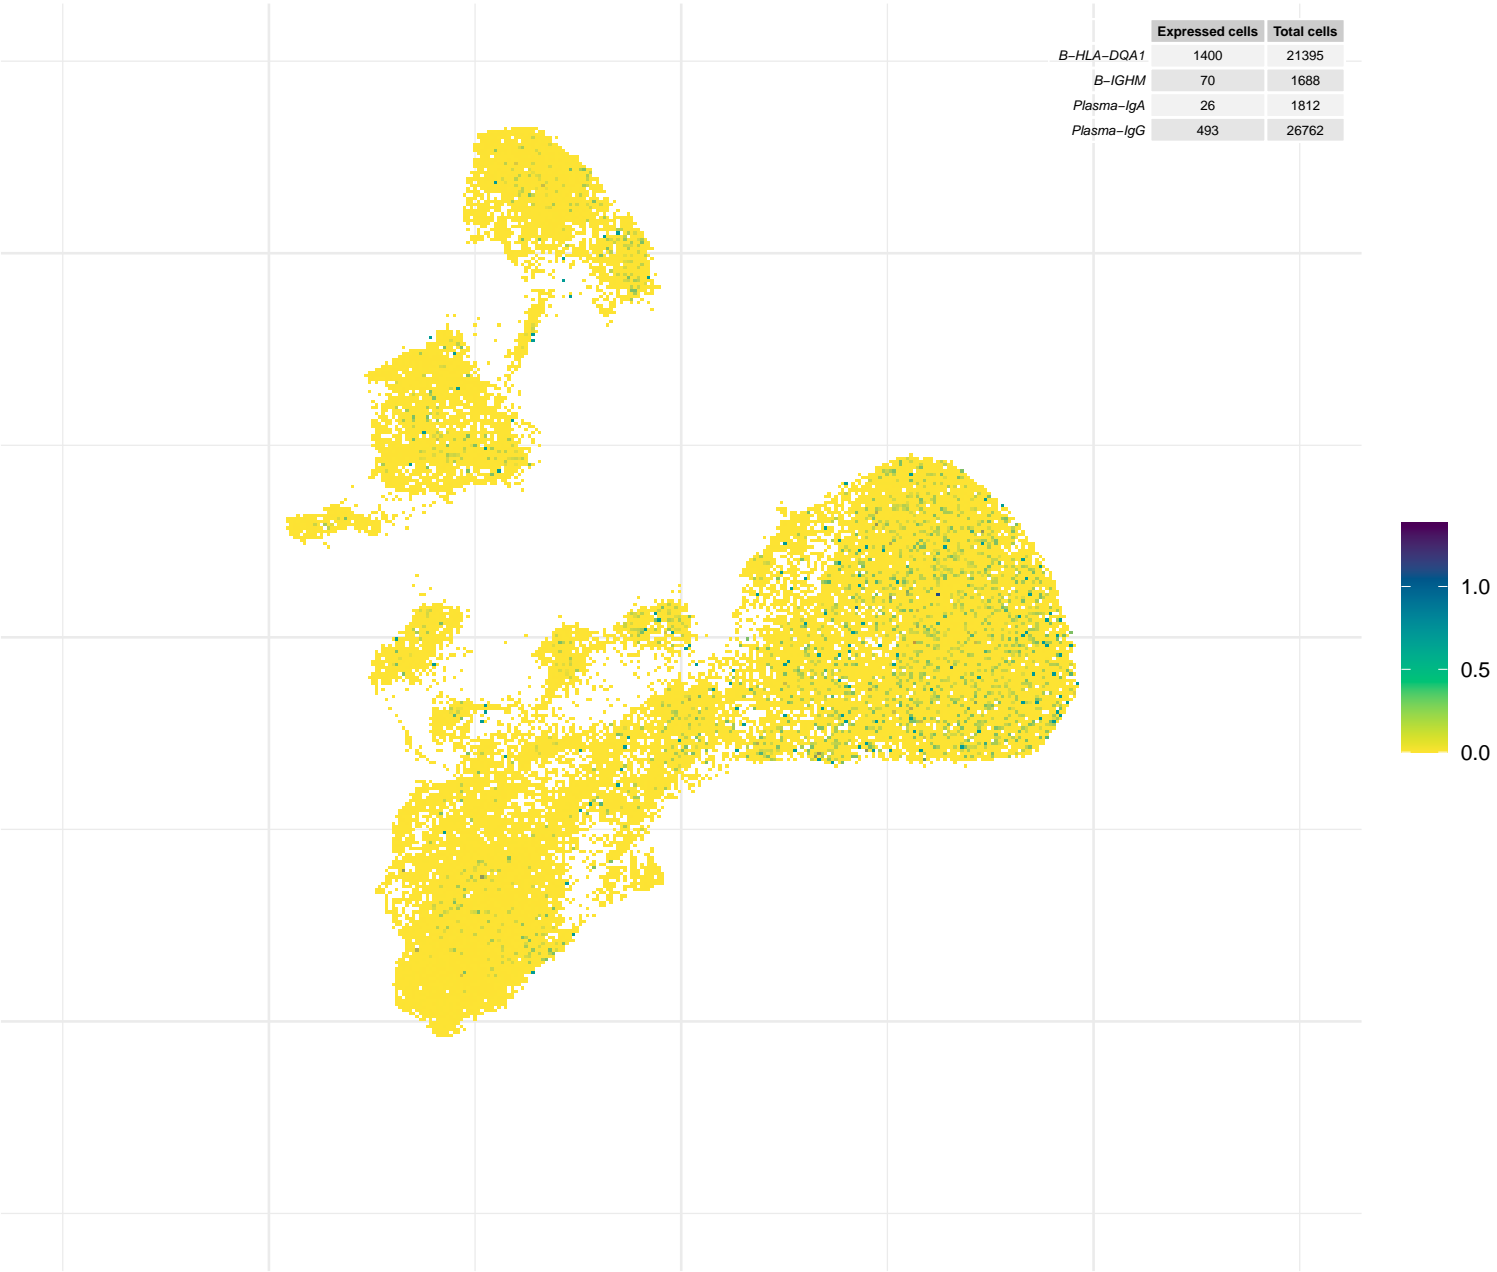 Expressed cells Total cells
B−HLA−DQA1 1400 21395
B−IGHM 70 1688
Plasma−IgA 26 1812
Plasma−IgG 493 26762
1.0
0.5
0.0